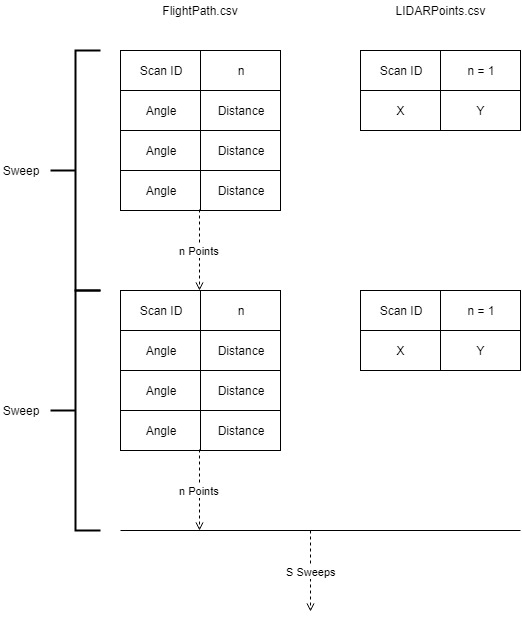 FlightPath.csv LIDARPoints.csv
Scan ID n Scan ID n = 1
Angle Distance X Y
Angle Distance
Sweep
Angle Distance
n Points
Scan ID n Scan ID n = 1
Angle Distance X Y
Angle Distance
Sweep
Angle Distance
n Points
S Sweeps